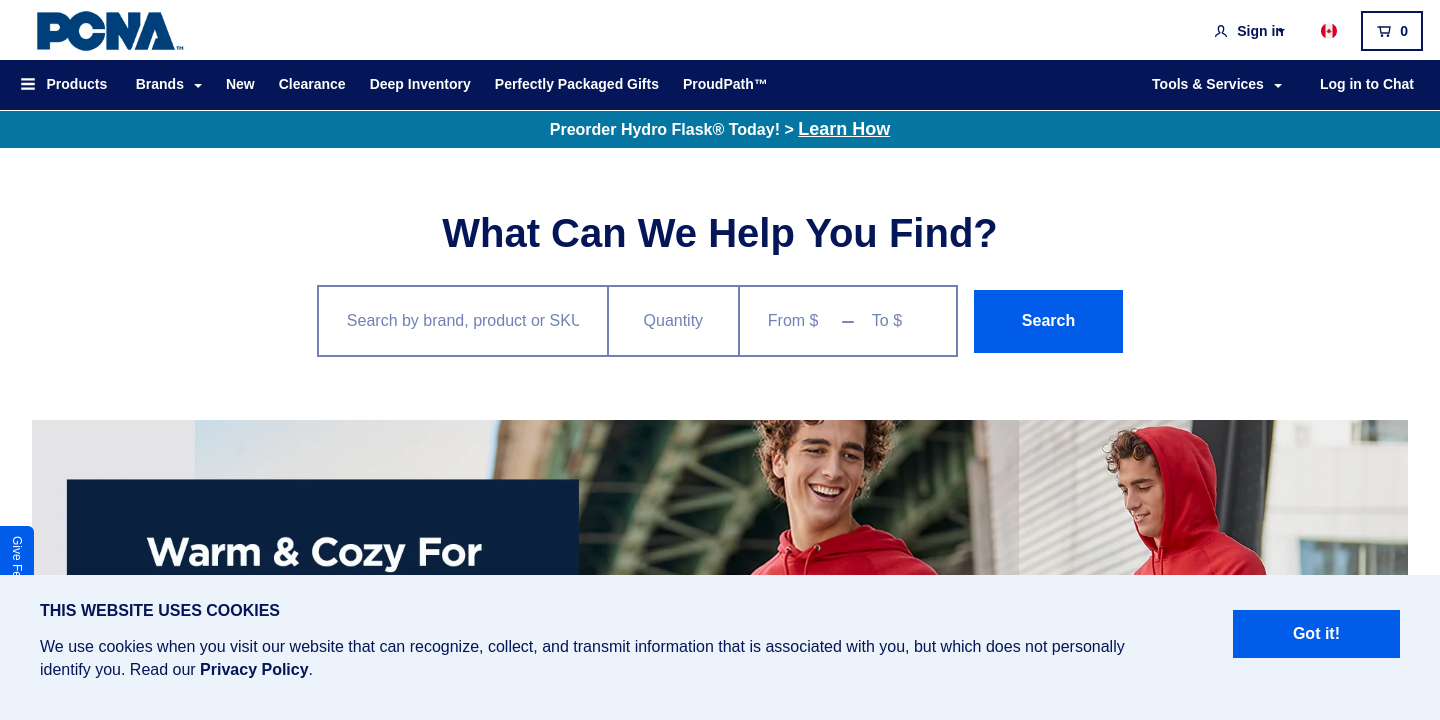 PCNA™
Sign in
0
Products Brands New Clearance Deep Inventory Perfectly Packaged Gifts ProudPath™ Tools & Services Log in to Chat
Preorder Hydro Flask® Today! > Learn How
What Can We Help You Find?
Search by brand, product or SKU Quantity From $ — To $ Search
Warm & Cozy For
Give
THIS WEBSITE USES COOKIES
We use cookies when you visit our website that can recognize, collect, and transmit information that is associated with you, but which does not personally
identify you. Read our Privacy Policy.
Got it!